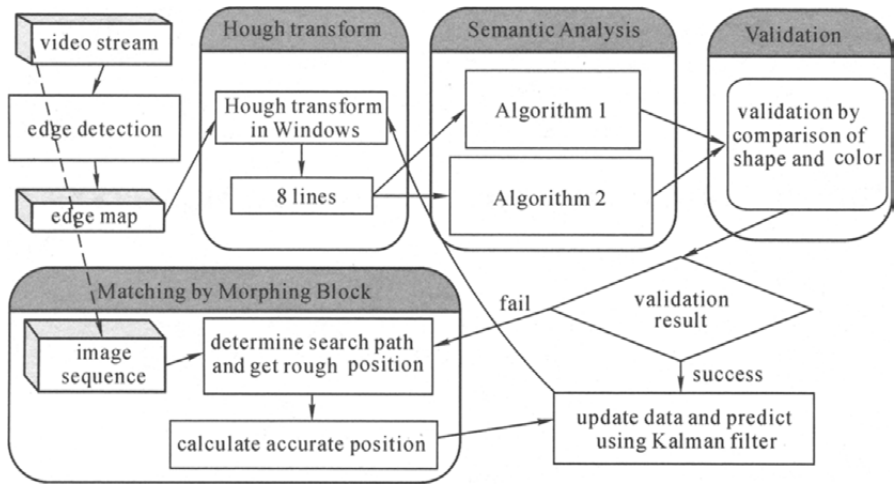 video stream
edge detection
edge map
Hough transform
Hough transform
in Windows
8 lines
Semantic Analysis
Algorithm 1
Algorithm 2
Validation
validation by
comparison of
shape and color
validation
result
fail
success
Matching by Morphing Block
image
sequence
determine search path
and get rough position
calculate accurate position
update data and predict
using Kalman filter